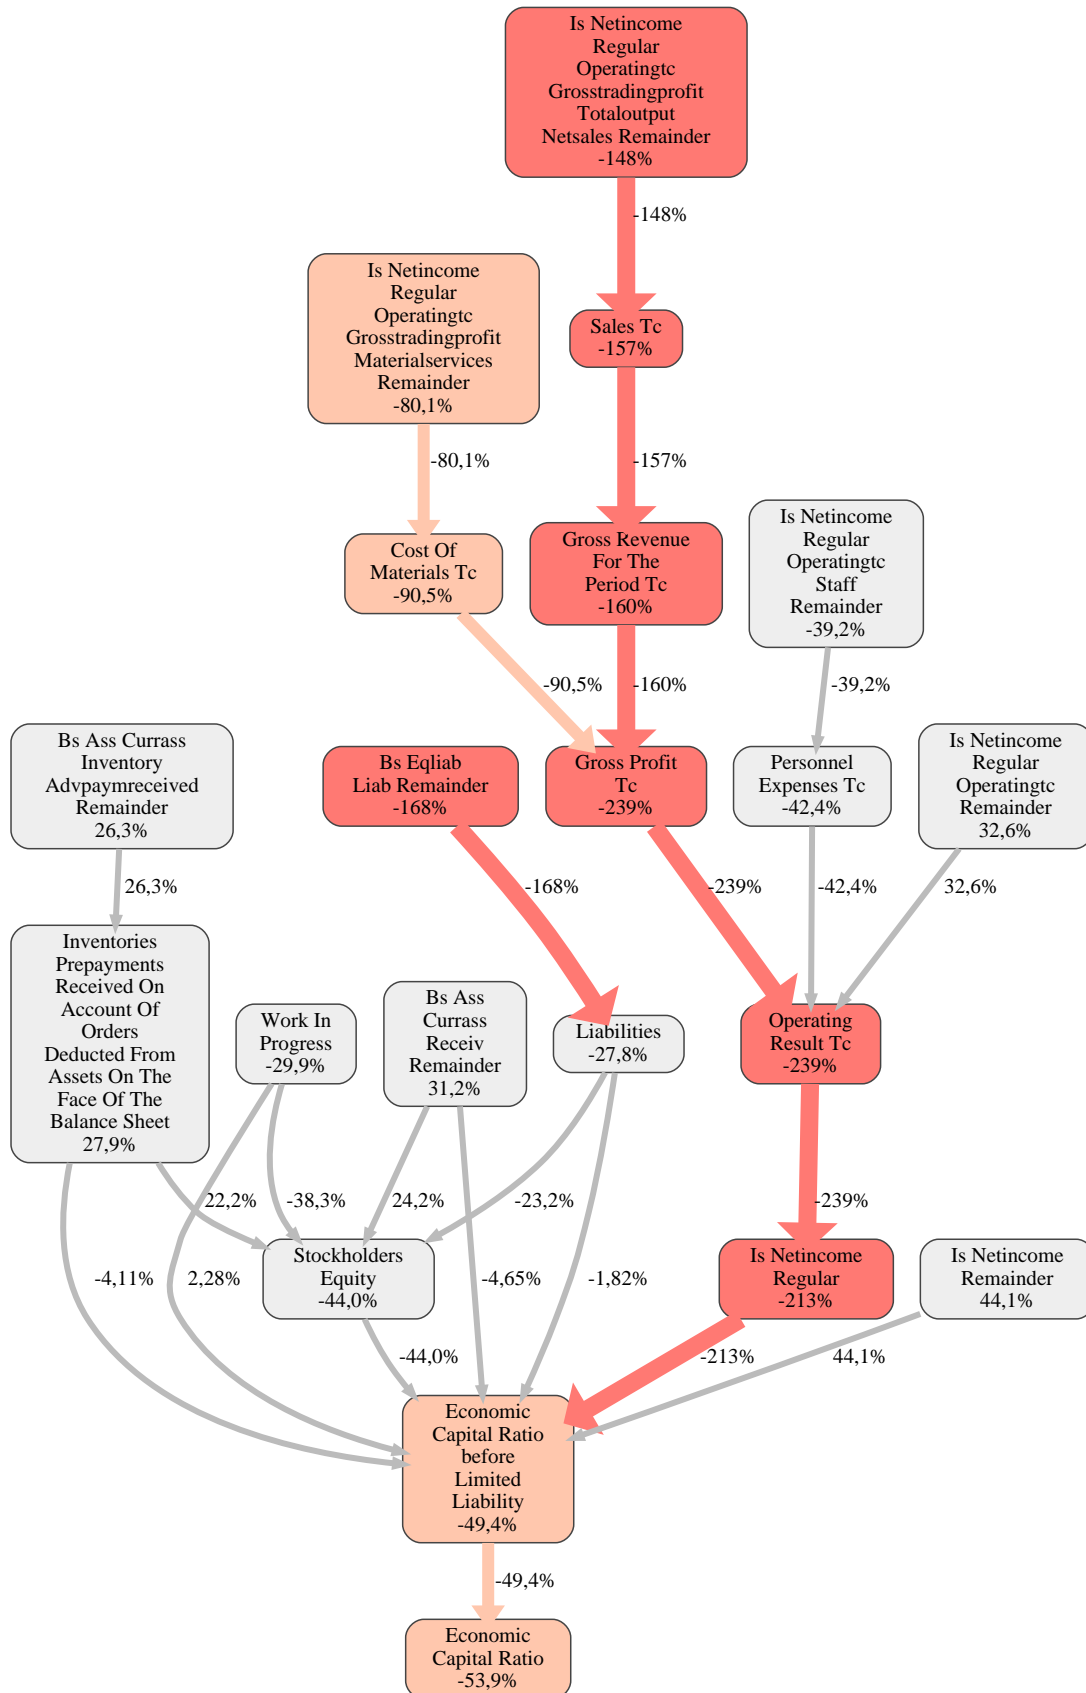 Is Netincome
Regular
Operatingtc
Grosstradingprofit
Totaloutput
Netsales Remainder
-148%
-148%
Is Netincome
Regular
Operatingtc
Grosstradingprofit
Materialservices
Remainder
-80,1%
Sales Tc
-157%
-80,1%
-157%
Is Netincome
Regular
Operatingtc
Staff
Remainder
-39,2%
Cost Of
Materials Tc
-90,5%
Gross Revenue
For The
Period Tc
-160%
-90,5%
-160%
-39,2%
Bs Ass Currass
Inventory
Advpaymreceived
Remainder
26,3%
Bs Eqliab
Liab Remainder
-168%
Gross Profit
Tc
-239%
Personnel
Expenses Tc
-42,4%
Is Netincome
Regular
Operatingtc
Remainder
32,6%
26,3%
-168%
-239%
-42,4%
32,6%
Inventories
Prepayments
Received On
Account Of
Orders
Deducted From
Assets On The
Face Of The
Balance Sheet
27,9%
Work In
Progress
-29,9%
Bs Ass
Currass
Receiv
Remainder
31,2%
Liabilities
-27,8%
Operating
Result Tc
-239%
22,2%
-38,3%
24,2%
-23,2%
-239%
-4,11%
2,28%
Stockholders
Equity
-44,0%
-4,65%
-1,82%
Is Netincome
Regular
-213%
Is Netincome
Remainder
44,1%
-44,0%
-213%
44,1%
Economic
Capital Ratio
before
Limited
Liability
-49,4%
-49,4%
Economic
Capital Ratio
-53,9%